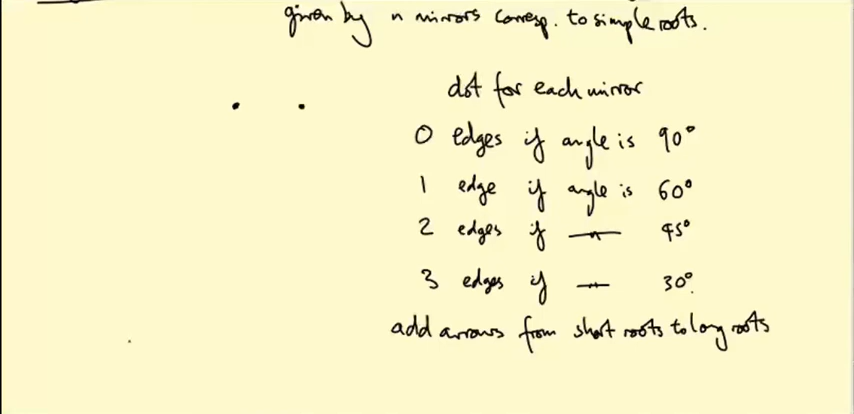 given by n mirrors corresp. to simple roots.
dot for each mirror
0 edges if angle is 90°
1 edge if angle is 60°
2 edges if —"— 45°
3 edges if —"— 30°.
add arrows from short roots to long roots